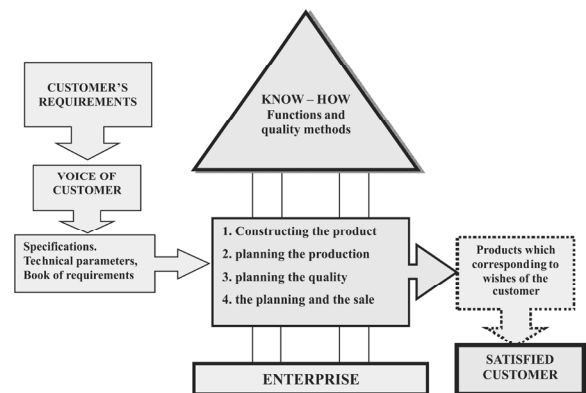 CUSTOMER'S
REQUIREMENTS
VOICE OF
CUSTOMER
Specifications.
Technical parameters,
Book of requirements
KNOW – HOW
Functions and
quality methods
1. Constructing the product
2. planning the production
3. planning the quality
4. the planning and the sale
ENTERPRISE
Products which
corresponding to
wishes of the
customer
SATISFIED
CUSTOMER